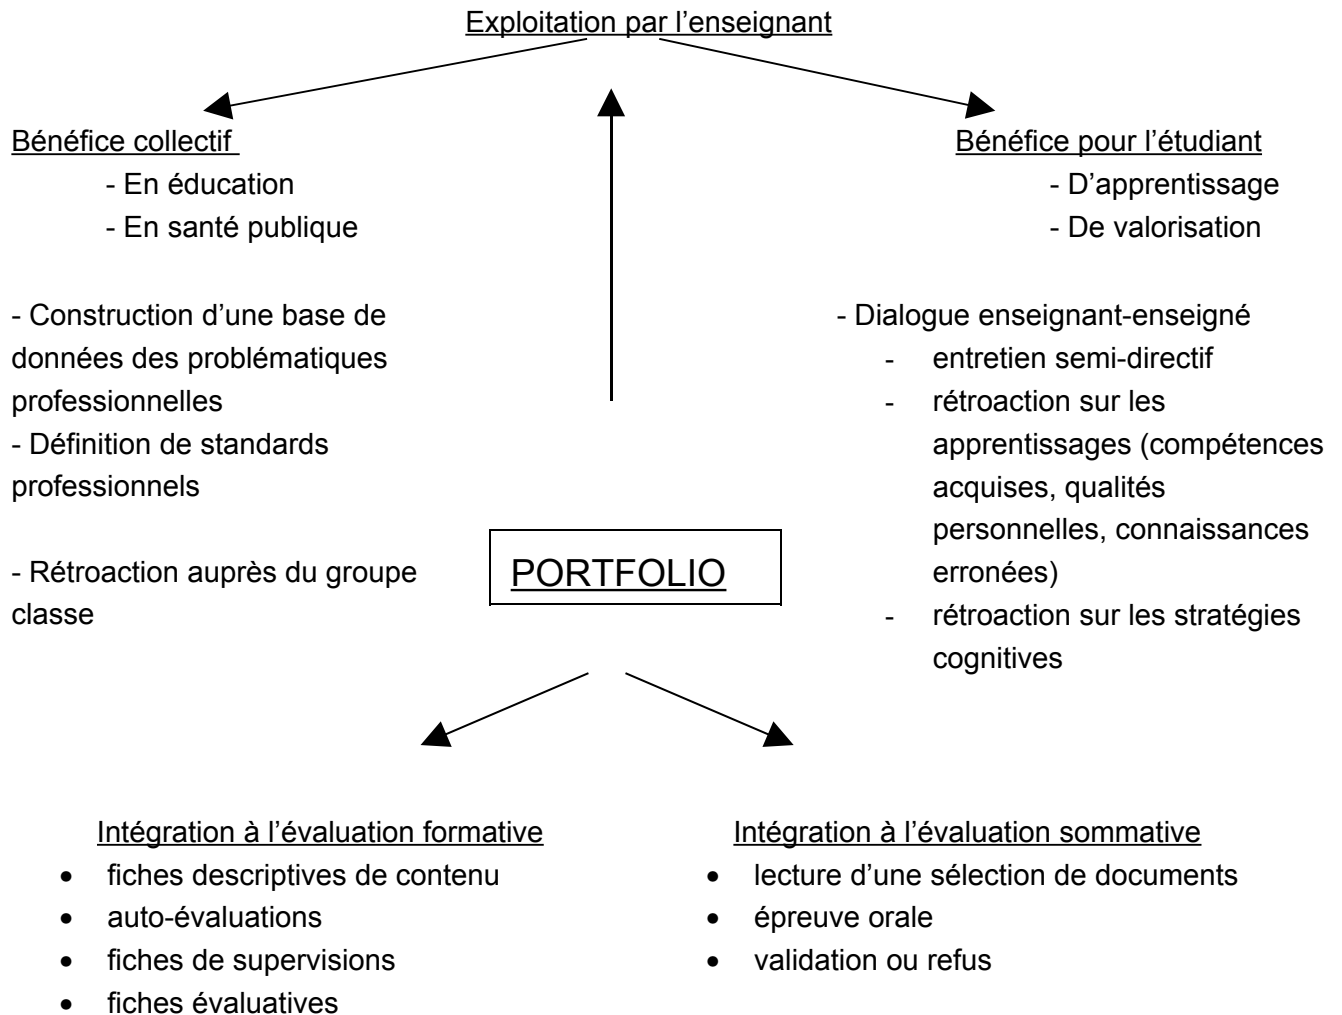 Exploitation par l’enseignant
Bénéfice collectif
- En éducation
- En santé publique
- Construction d’une base de
données des problématiques
professionnelles
- Définition de standards
professionnels
- Rétroaction auprès du groupe
classe
Bénéfice pour l’étudiant
- D’apprentissage
- De valorisation
- Dialogue enseignant-enseigné
- entretien semi-directif
- rétroaction sur les
apprentissages (compétences
acquises, qualités
personnelles, connaissances
erronées)
- rétroaction sur les stratégies
cognitives
PORTFOLIO
Intégration à l’évaluation formative
• fiches descriptives de contenu
• auto-évaluations
• fiches de supervisions
• fiches évaluatives
Intégration à l’évaluation sommative
• lecture d’une sélection de documents
• épreuve orale
• validation ou refus